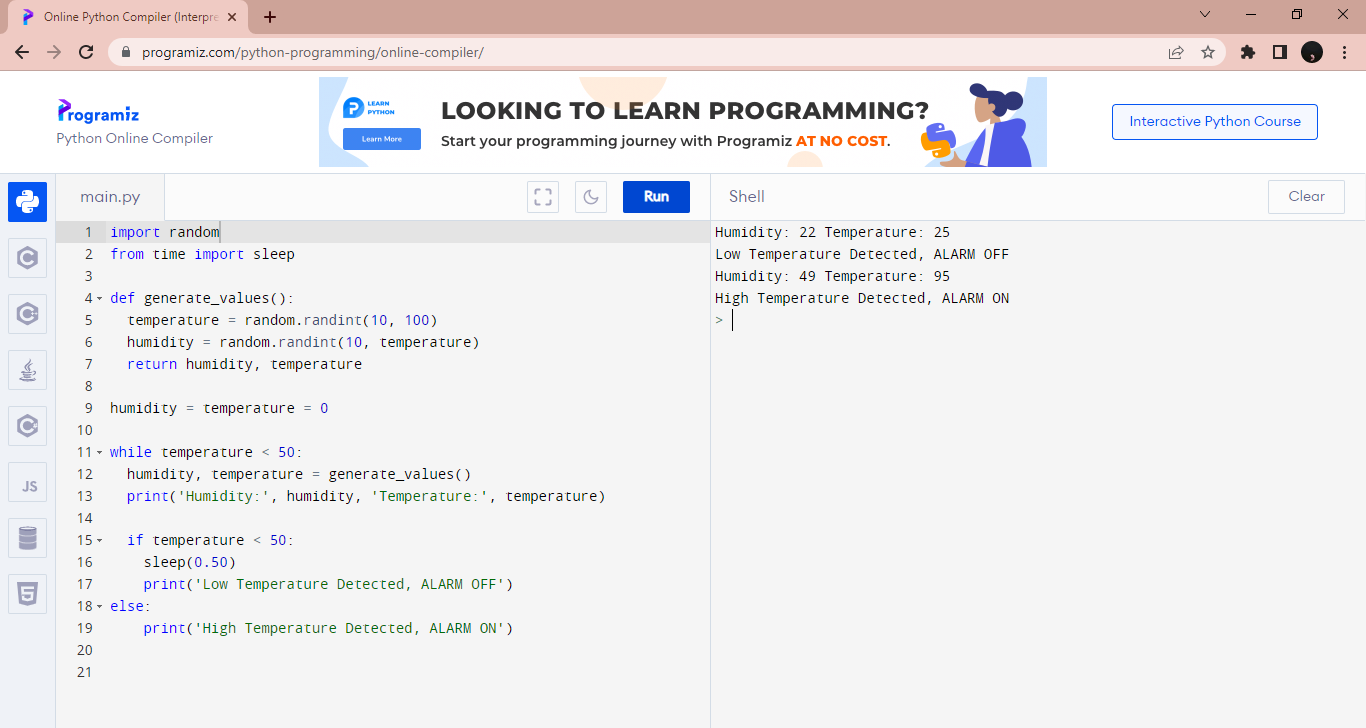 Online Python Compiler (Interpre
programiz.com/python-programming/online-compiler/
Programiz
Python Online Compiler
LEARN
PYTHON
Learn More
LOOKING TO LEARN PROGRAMMING?
Start your programming journey with Programiz AT NO COST.
Interactive Python Course
main.py
Run
Shell
Clear
JS
1 import random
2 from time import sleep
3
4 def generate_values():
5   temperature = random.randint(10, 100)
6   humidity = random.randint(10, temperature)
7   return humidity, temperature
8
9 humidity = temperature = 0
10
11 while temperature < 50:
12   humidity, temperature = generate_values()
13   print('Humidity:', humidity, 'Temperature:', temperature)
14
15   if temperature < 50:
16     sleep(0.50)
17     print('Low Temperature Detected, ALARM OFF')
18 else:
19     print('High Temperature Detected, ALARM ON')
20
21
Humidity: 22 Temperature: 25
Low Temperature Detected, ALARM OFF
Humidity: 49 Temperature: 95
High Temperature Detected, ALARM ON
>